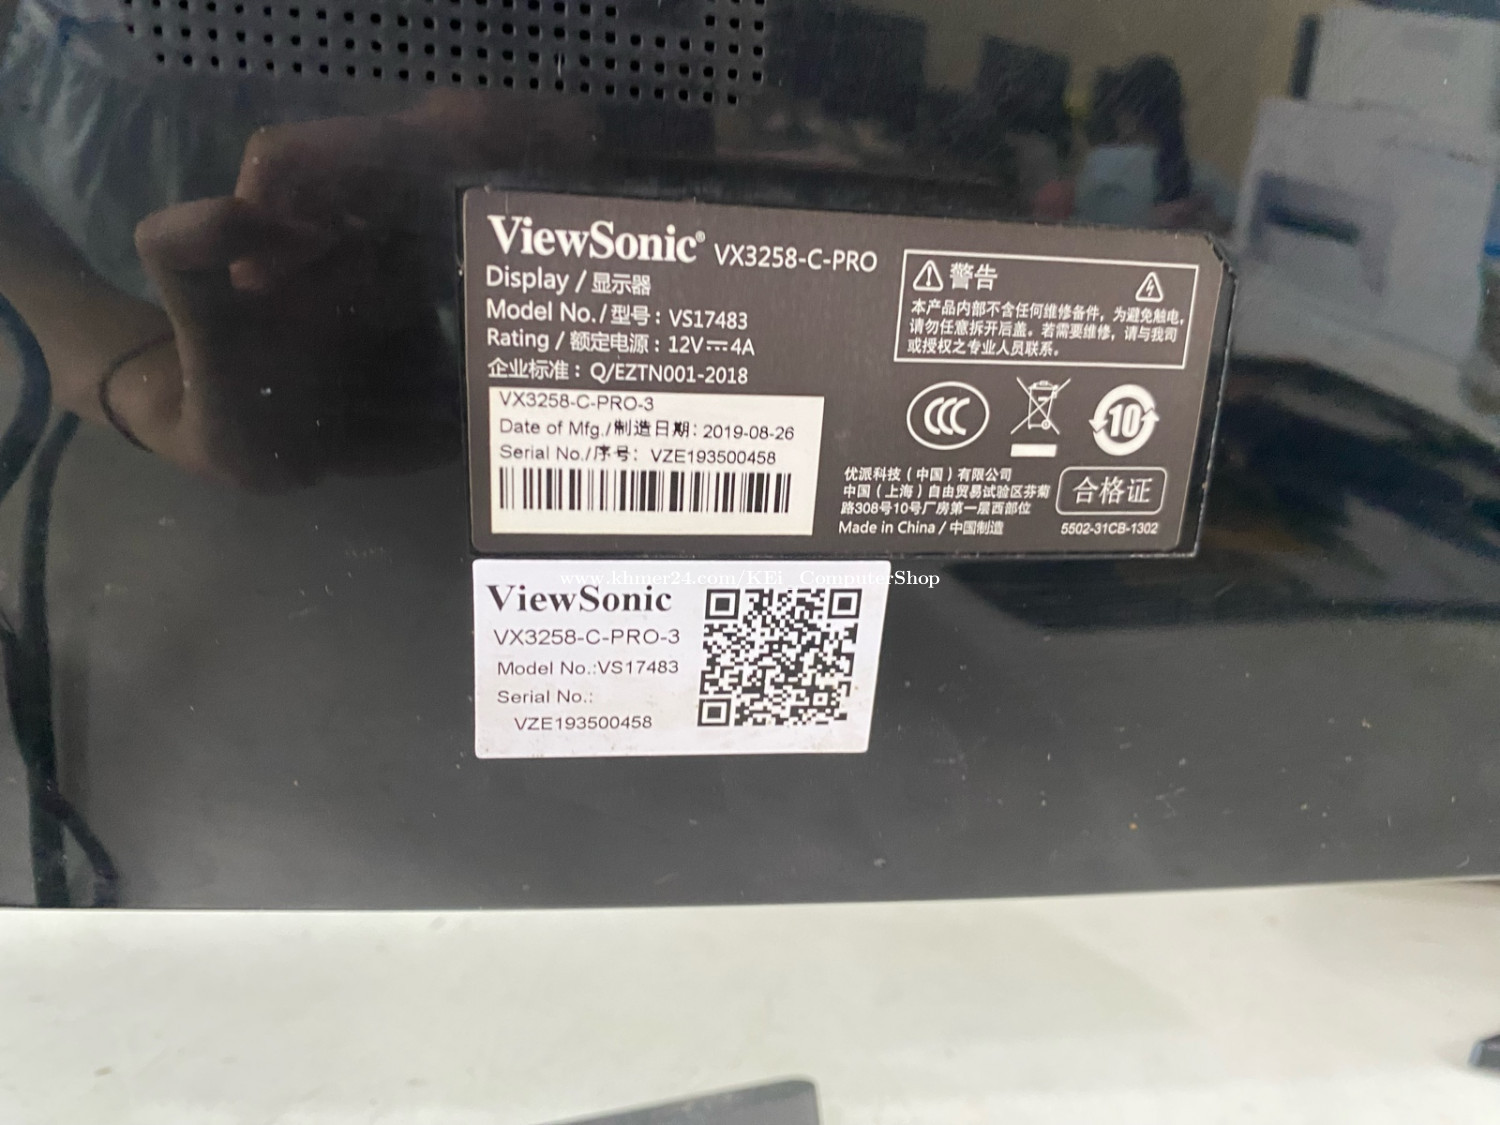 ViewSonic® VX3258-C-PRO
Display / 显示器
Model No. / 型号：VS17483
Rating / 额定电源：12V⎓4A
企业标准：Q/EZTN001-2018
VX3258-C-PRO-3
Date of Mfg./制造日期：2019-08-26
Serial No./序号： VZE193500458
警告
本产品内部不含任何维修备件，为避免触电，
请勿任意拆开后盖。若需要维修，请与我司
或授权之专业人员联系。
CCC
10
优派科技（中国）有限公司
中国（上海）自由贸易试验区芬菊
路308号10号厂房第一层西部位
Made in China / 中国制造
合格证
5502-31CB-1302
www.khmer24.com/KEi_ComputerShop
ViewSonic
VX3258-C-PRO-3
Model No.:VS17483
Serial No.:
VZE193500458